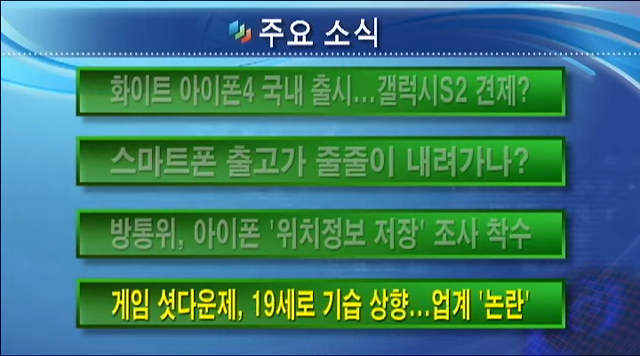 주요 소식
화이트 아이폰4 국내 출시...갤럭시S2 견제?
스마트폰 출고가 줄줄이 내려가나?
방통위, 아이폰 '위치정보 저장' 조사 착수
게임 셧다운제, 19세로 기습 상향...업계 '논란'